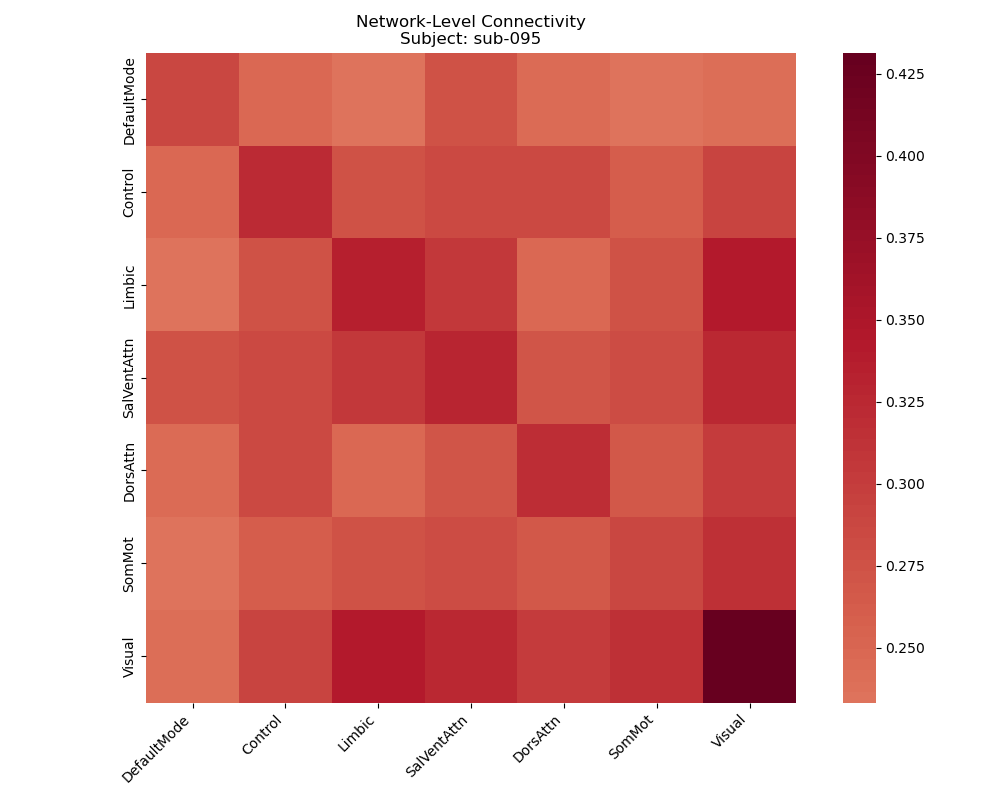 Network-Level Connectivity
Subject: sub-095
DefaultMode
Control
Limbic
SalVentAttn
DorsAttn
SomMot
Visual
DefaultMode
Control
Limbic
SalVentAttn
DorsAttn
SomMot
Visual
0.425
0.400
0.375
0.350
0.325
0.300
0.275
0.250